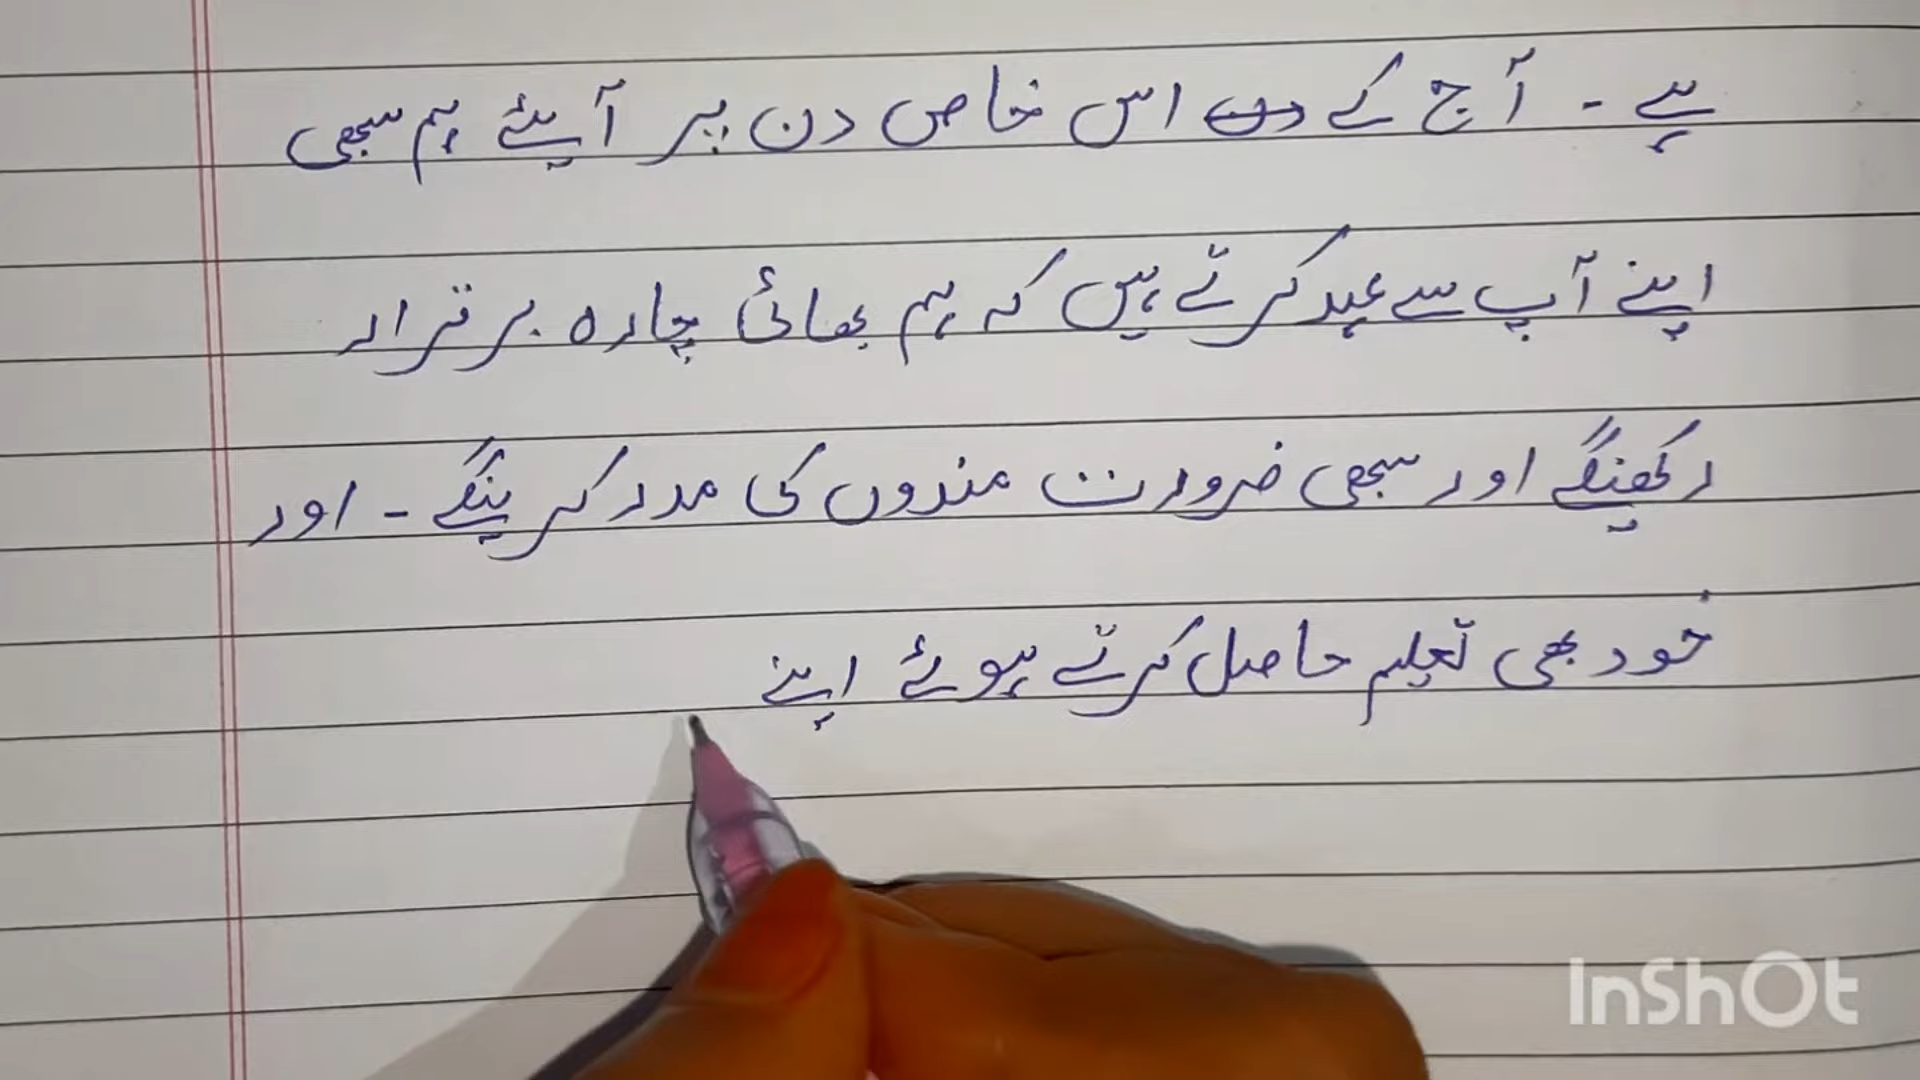 ہے ۔ آج کے دن اس خاص دن پر آیئے ہم سبھی
اپنے آپ سے عہد کرتے ہیں کہ ہم بھائی چارہ برقرار
رکھینگے اور سبھی ضرورت مندوں کی مدد کرینگے ۔ اور
خود بھی تعلیم حاصل کرتے ہوئے اپنے
InShOt